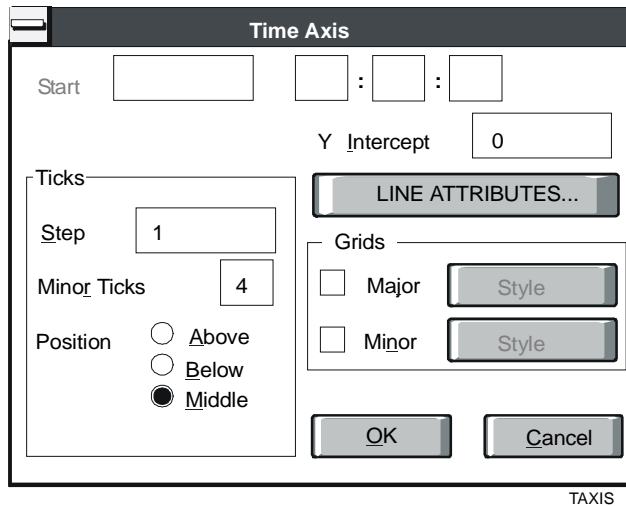 Time Axis
Start : :
Y Intercept 0
Ticks
LINE ATTRIBUTES...
Step 1
Grids
Minor Ticks 4
Major Style
Position Above
Minor Style
Below
Middle
OK Cancel
TAXIS